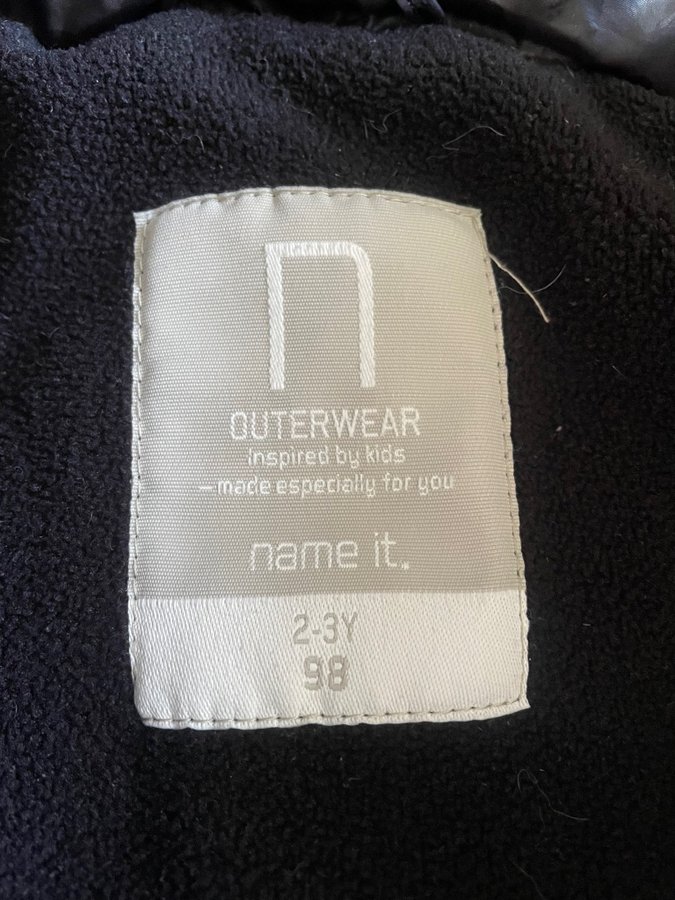 n
OUTERWEAR
Inspired by kids
—made especially for you
name it.
2-3Y
98